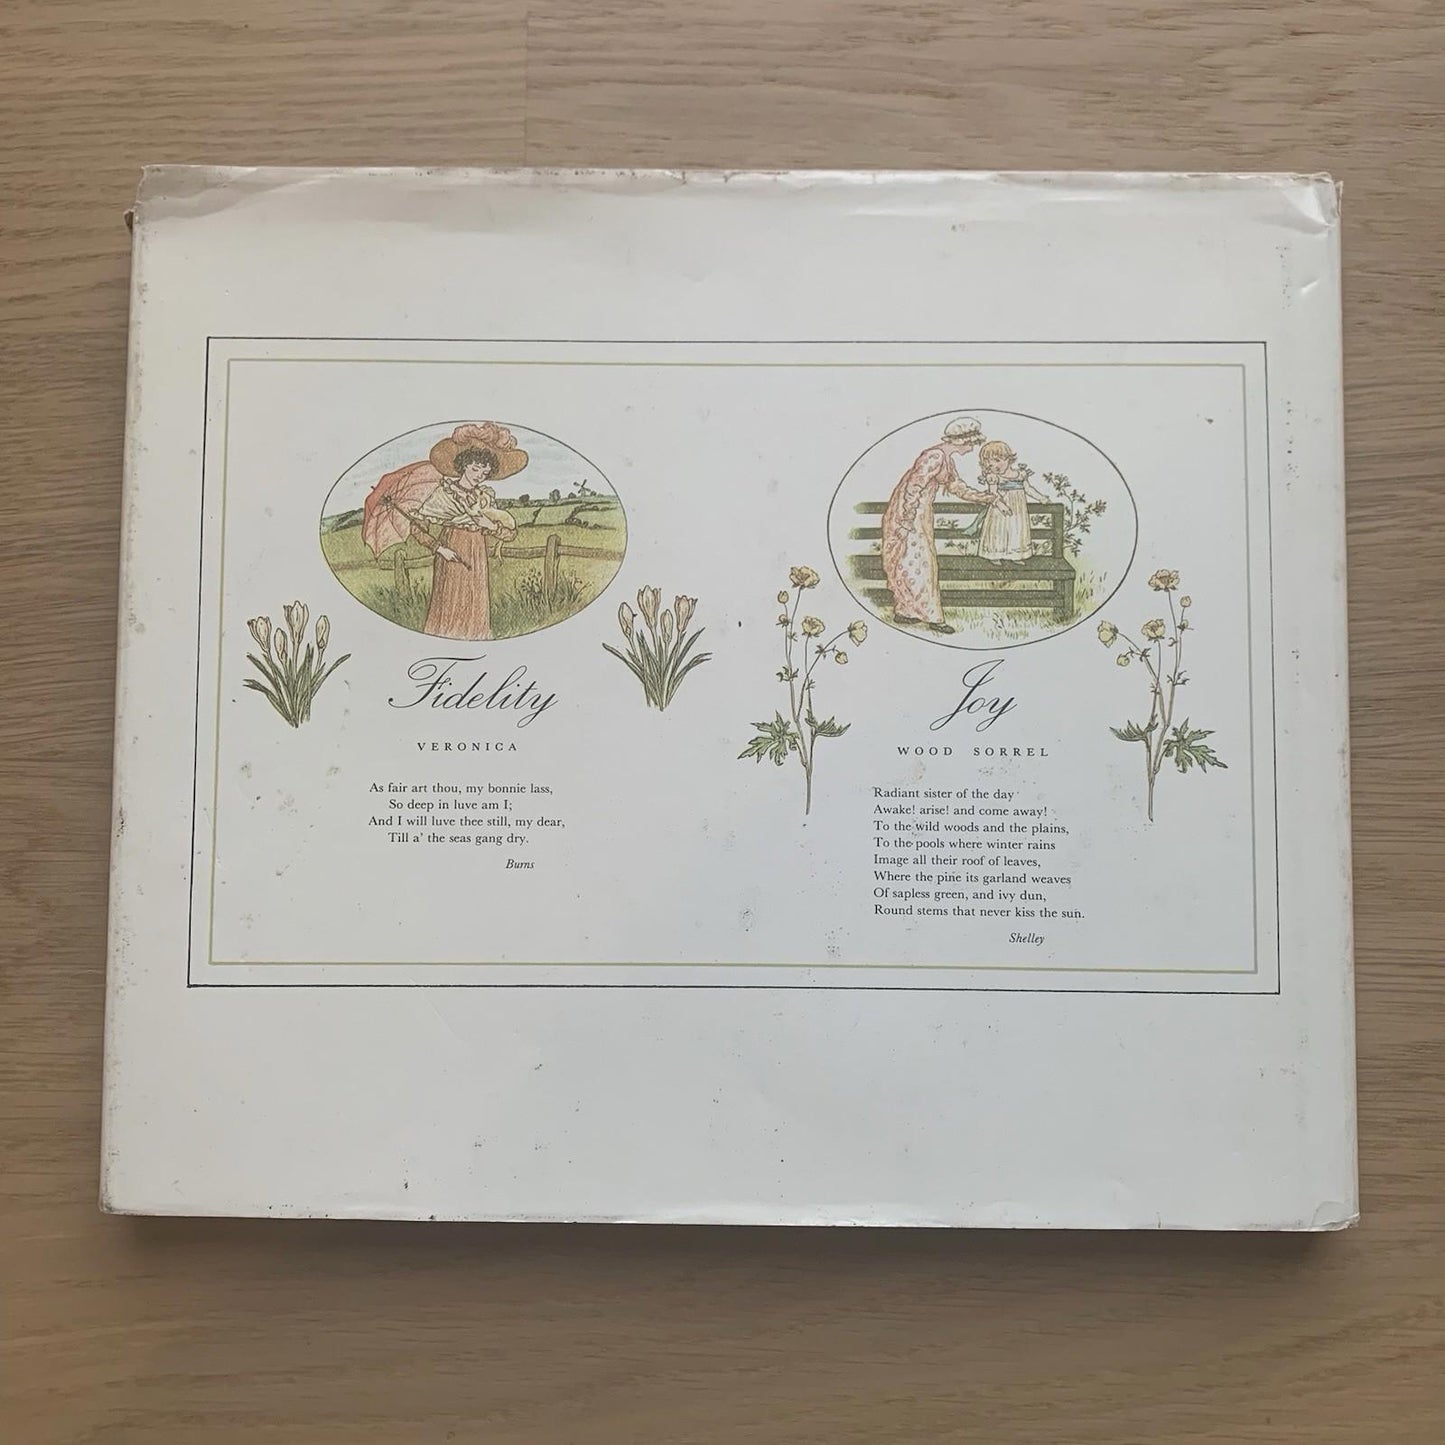 Fidelity
VERONICA
As fair art thou, my bonnie lass,
So deep in luve am I;
And I will luve thee still, my dear,
Till a' the seas gang dry.
Burns
Joy
WOOD SORREL
Radiant sister of the day
Awake! arise! and come away!
To the wild woods and the plains,
To the pools where winter rains
Image all their roof of leaves,
Where the pine its garland weaves
Of sapless green, and ivy dun,
Round stems that never kiss the sun.
Shelley